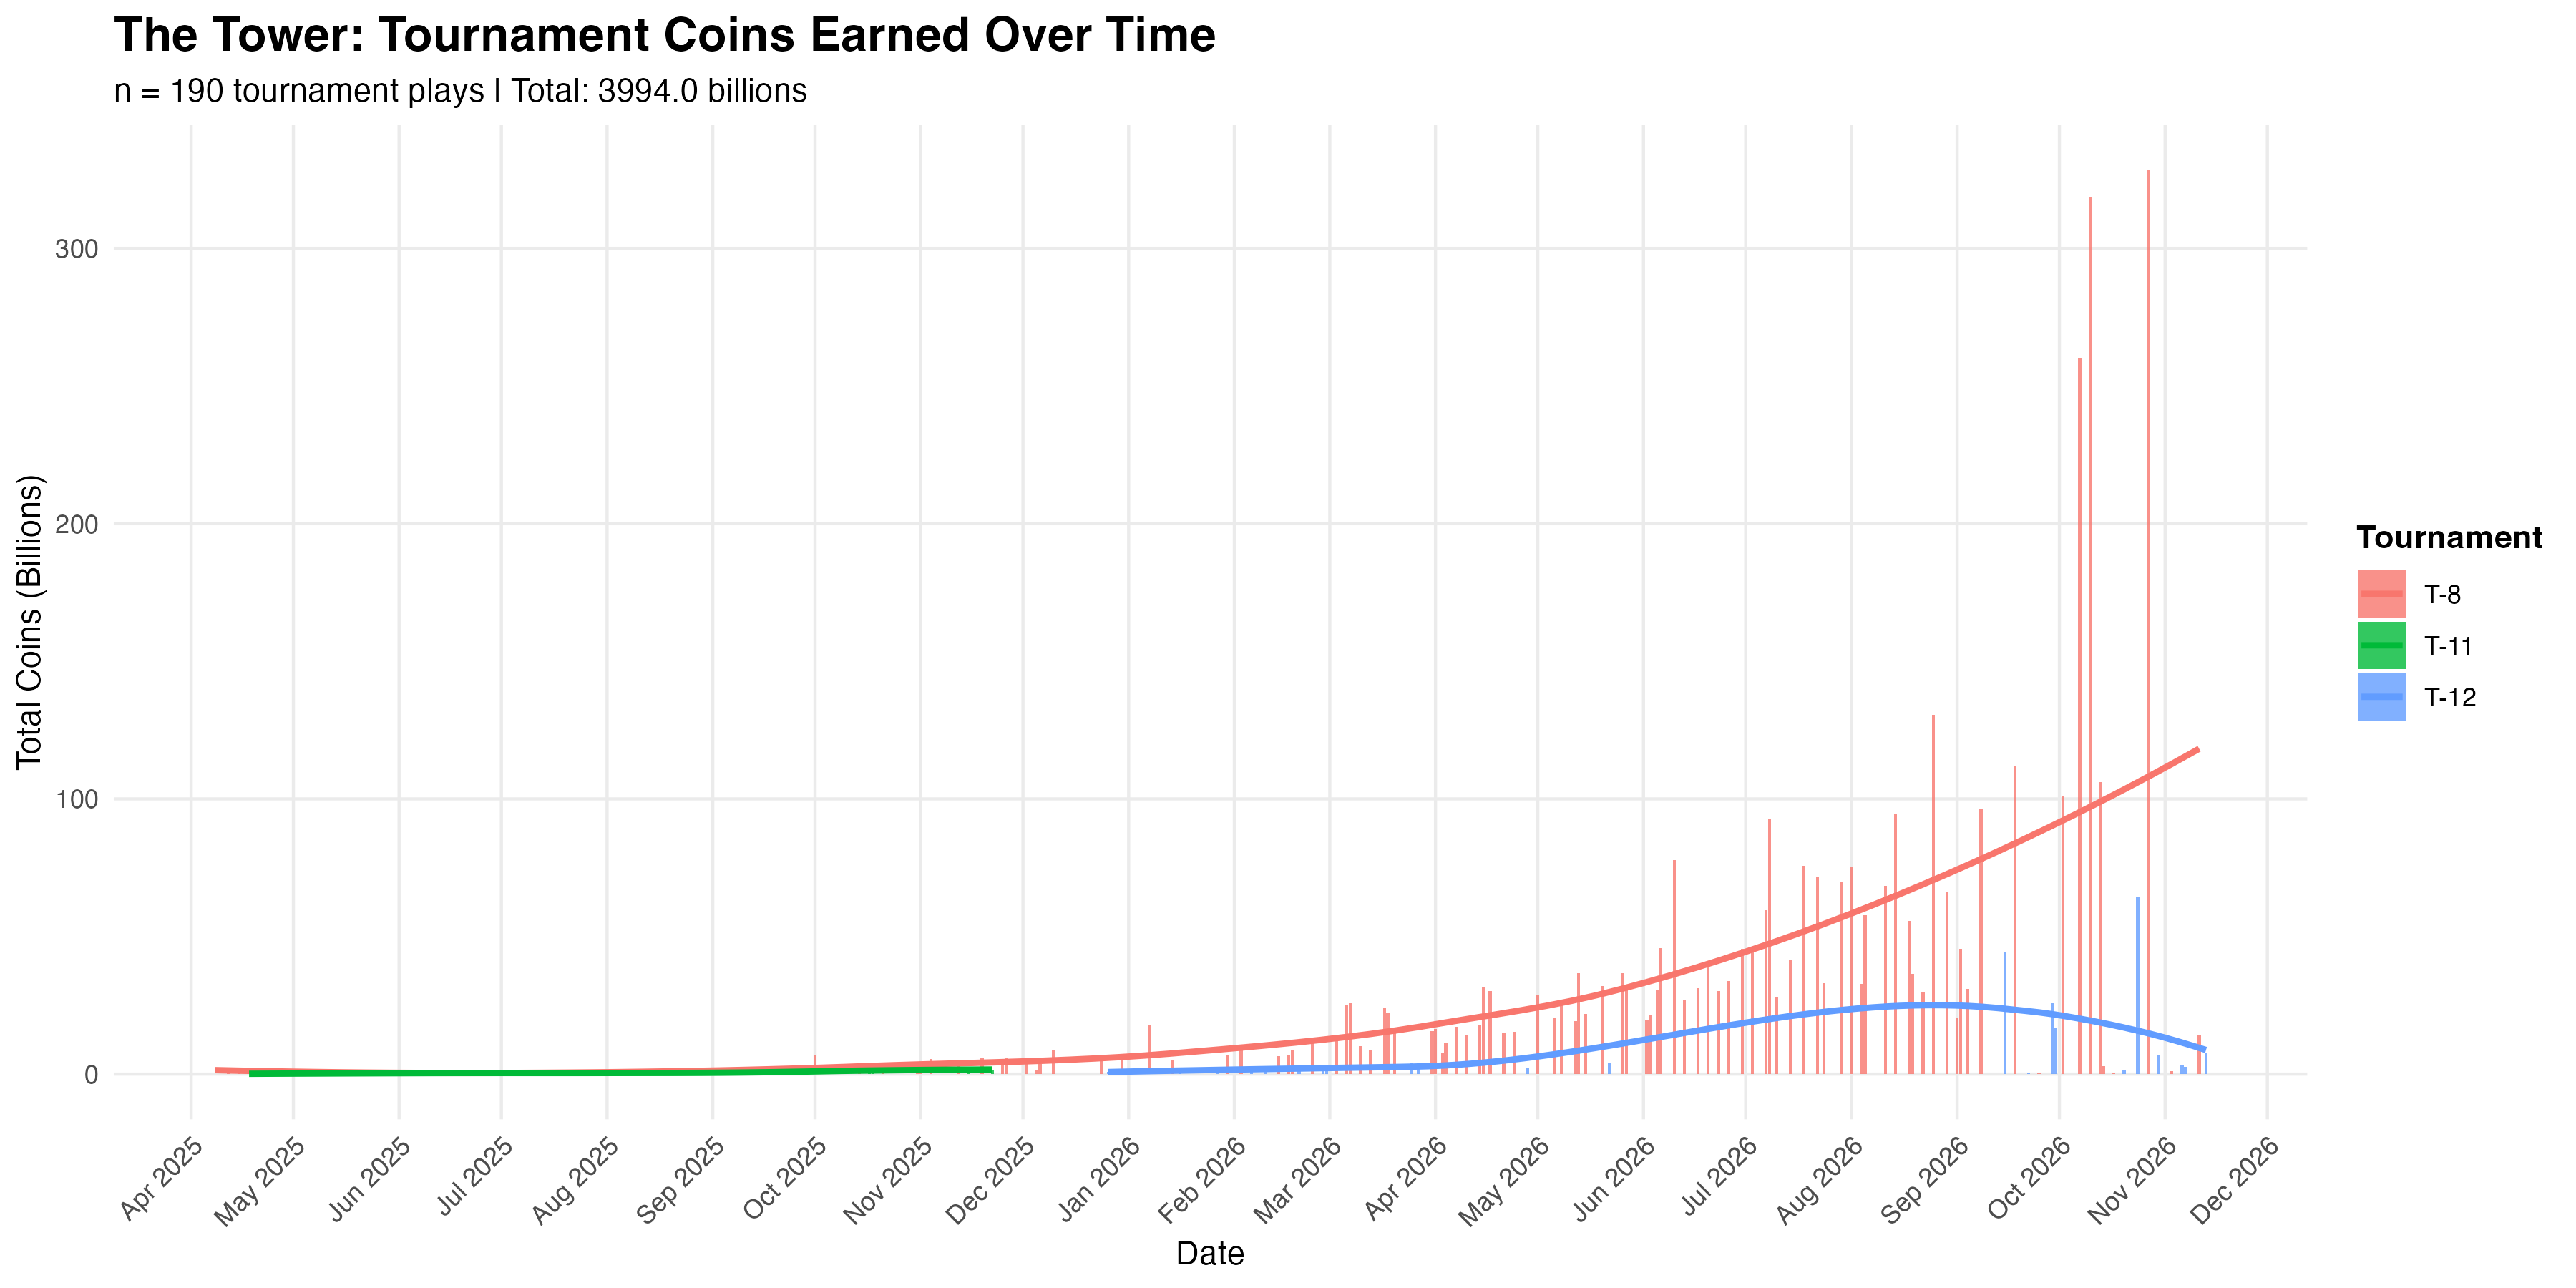 The Tower: Tournament Coins Earned Over Time
n = 190 tournament plays | Total: 3994.0 billions
Total Coins (Billions)
300
200
100
0
Apr 2025
May 2025
Jun 2025
Jul 2025
Aug 2025
Sep 2025
Oct 2025
Nov 2025
Dec 2025
Jan 2026
Feb 2026
Mar 2026
Apr 2026
May 2026
Jun 2026
Jul 2026
Aug 2026
Sep 2026
Oct 2026
Nov 2026
Dec 2026
Date
Tournament
T-8
T-11
T-12